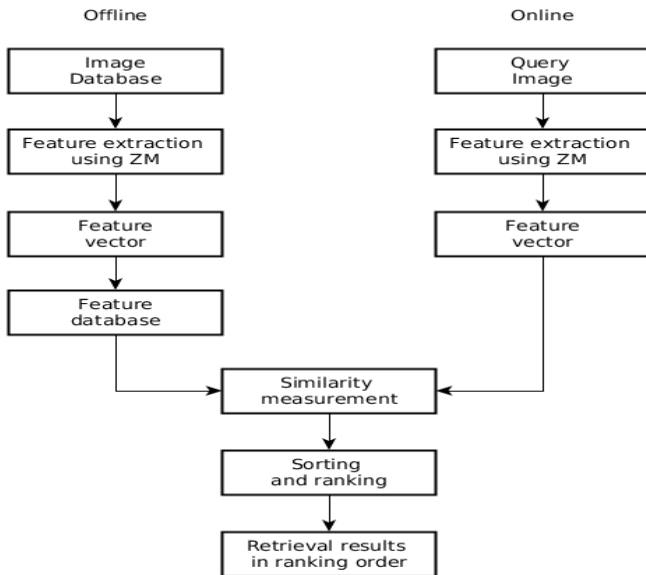 Offline
Image
Database
Feature extraction
using ZM
Feature
vector
Feature
database
Online
Query
Image
Feature extraction
using ZM
Feature
vector
Similarity
measurement
Sorting
and ranking
Retrieval results
in ranking order